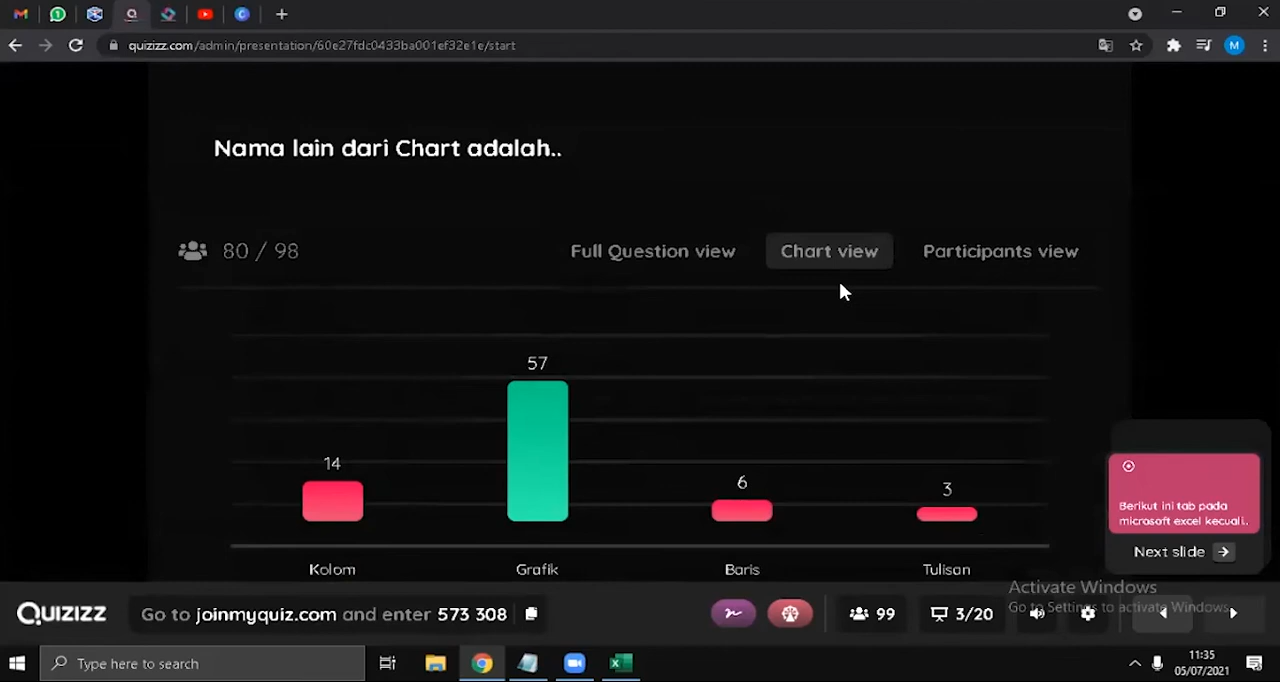 quizizz.com/admin/presentation/60e27fdc0433ba001ef32e1e/start
M
Nama lain dari Chart adalah..
80 / 98
Full Question view
Chart view
Participants view
57
14
6
3
Kolom
Grafik
Baris
Tulisan
Berikut ini tab pada
microsoft excel kecuali..
Next slide
Activate Windows
Go to Settings to activate Windows.
Quizizz
Go to joinmyquiz.com and enter 573 308
99
3/20
Type here to search
11:35
05/07/2021